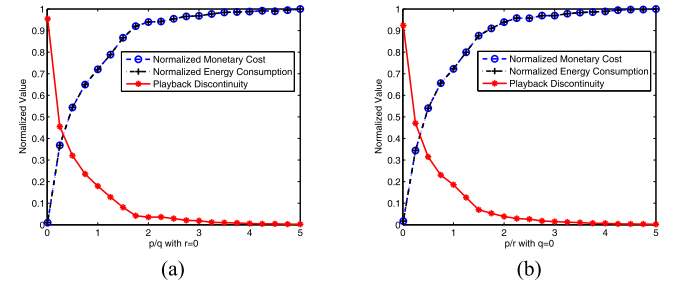 1
0.9
0.8
0.7
0.6
0.5
0.4
0.3
0.2
0.1
0
Normalized Value
Normalized Monetary Cost
Normalized Energy Consumption
Playback Discontinuity
0 1 2 3 4 5
p/q with r=0
(a)
1
0.9
0.8
0.7
0.6
0.5
0.4
0.3
0.2
0.1
0
Normalized Value
Normalized Monetary Cost
Normalized Energy Consumption
Playback Discontinuity
0 1 2 3 4 5
p/r with q=0
(b)